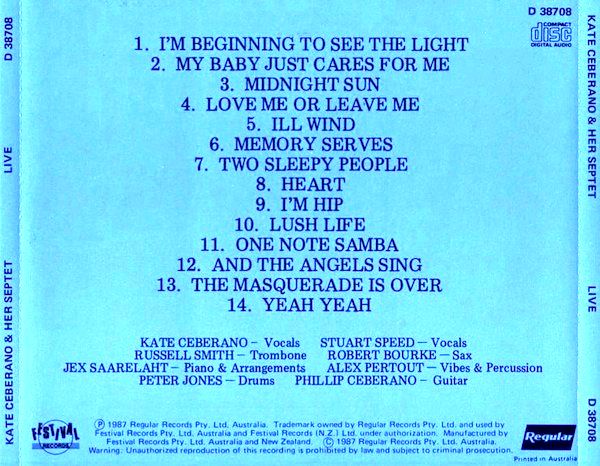 D 38708
LIVE
KATE CEBERANO & HER SEPTET
D 38708
COMPACT
disc
DIGITAL AUDIO
1. I'M BEGINNING TO SEE THE LIGHT
2. MY BABY JUST CARES FOR ME
3. MIDNIGHT SUN
4. LOVE ME OR LEAVE ME
5. ILL WIND
6. MEMORY SERVES
7. TWO SLEEPY PEOPLE
8. HEART
9. I'M HIP
10. LUSH LIFE
11. ONE NOTE SAMBA
12. AND THE ANGELS SING
13. THE MASQUERADE IS OVER
14. YEAH YEAH
KATE CEBERANO – Vocals STUART SPEED – Vocals
RUSSELL SMITH – Trombone ROBERT BOURKE – Sax
JEX SAARELAHT – Piano & Arrangements ALEX PERTOUT – Vibes & Percussion
PETER JONES – Drums PHILLIP CEBERANO – Guitar
FESTIVAL
RECORDS
Ⓟ 1987 Regular Records Pty. Ltd, Australia. Trademark owned by Regular Records Pty. Ltd. and used by
Festival Records Pty. Ltd. Australia and Festival Records (N.Z.) Ltd. under authorization. Manufactured by
Festival Records Pty. Ltd, Australia and New Zealand. Ⓒ 1987 Regular Records Pty. Ltd, Australia.
Warning: Unauthorized reproduction of this recording is prohibited by law and subject to criminal prosecution.
Regular
Printed in Australia
KATE CEBERANO & HER SEPTET
LIVE
D 38708